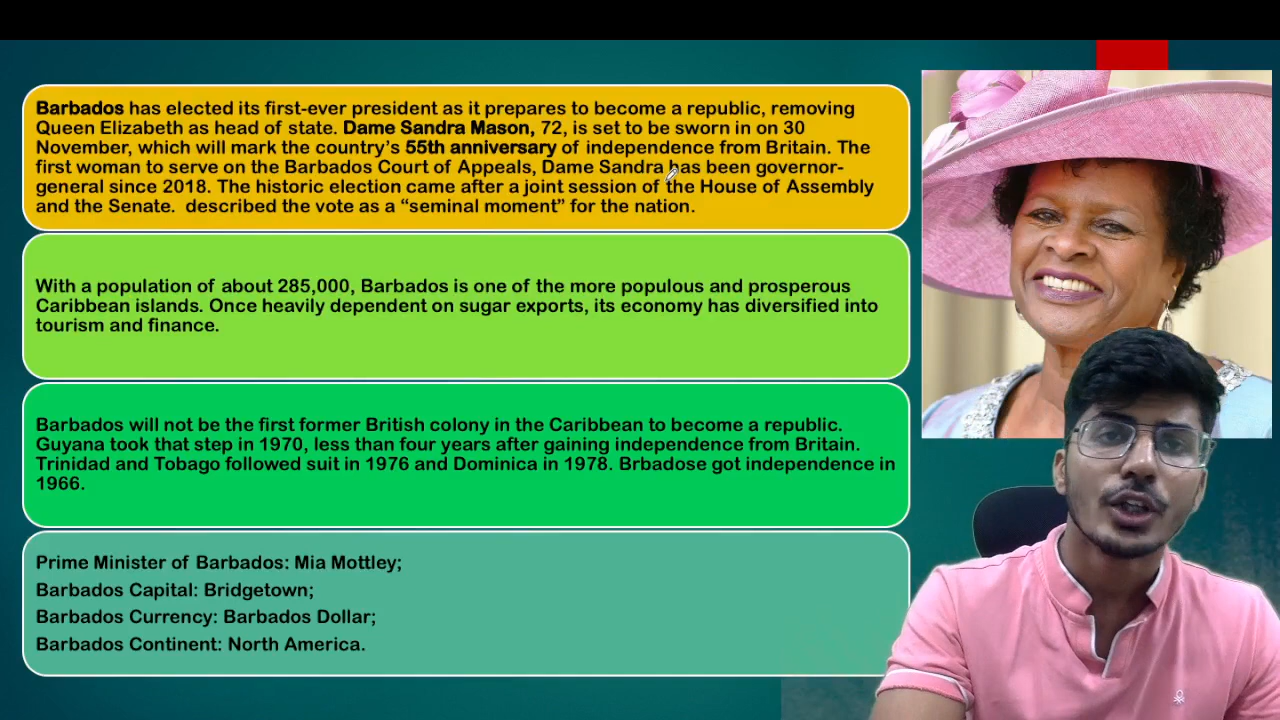 Barbados has elected its first-ever president as it prepares to become a republic, removing
Queen Elizabeth as head of state. Dame Sandra Mason, 72, is set to be sworn in on 30
November, which will mark the country's 55th anniversary of independence from Britain. The
first woman to serve on the Barbados Court of Appeals, Dame Sandra has been governor-
general since 2018. The historic election came after a joint session of the House of Assembly
and the Senate.  described the vote as a “seminal moment” for the nation.
With a population of about 285,000, Barbados is one of the more populous and prosperous
Caribbean islands. Once heavily dependent on sugar exports, its economy has diversified into
tourism and finance.
Barbados will not be the first former British colony in the Caribbean to become a republic.
Guyana took that step in 1970, less than four years after gaining independence from Britain.
Trinidad and Tobago followed suit in 1976 and Dominica in 1978. Brbadose got independence in
1966.
Prime Minister of Barbados: Mia Mottley;
Barbados Capital: Bridgetown;
Barbados Currency: Barbados Dollar;
Barbados Continent: North America.